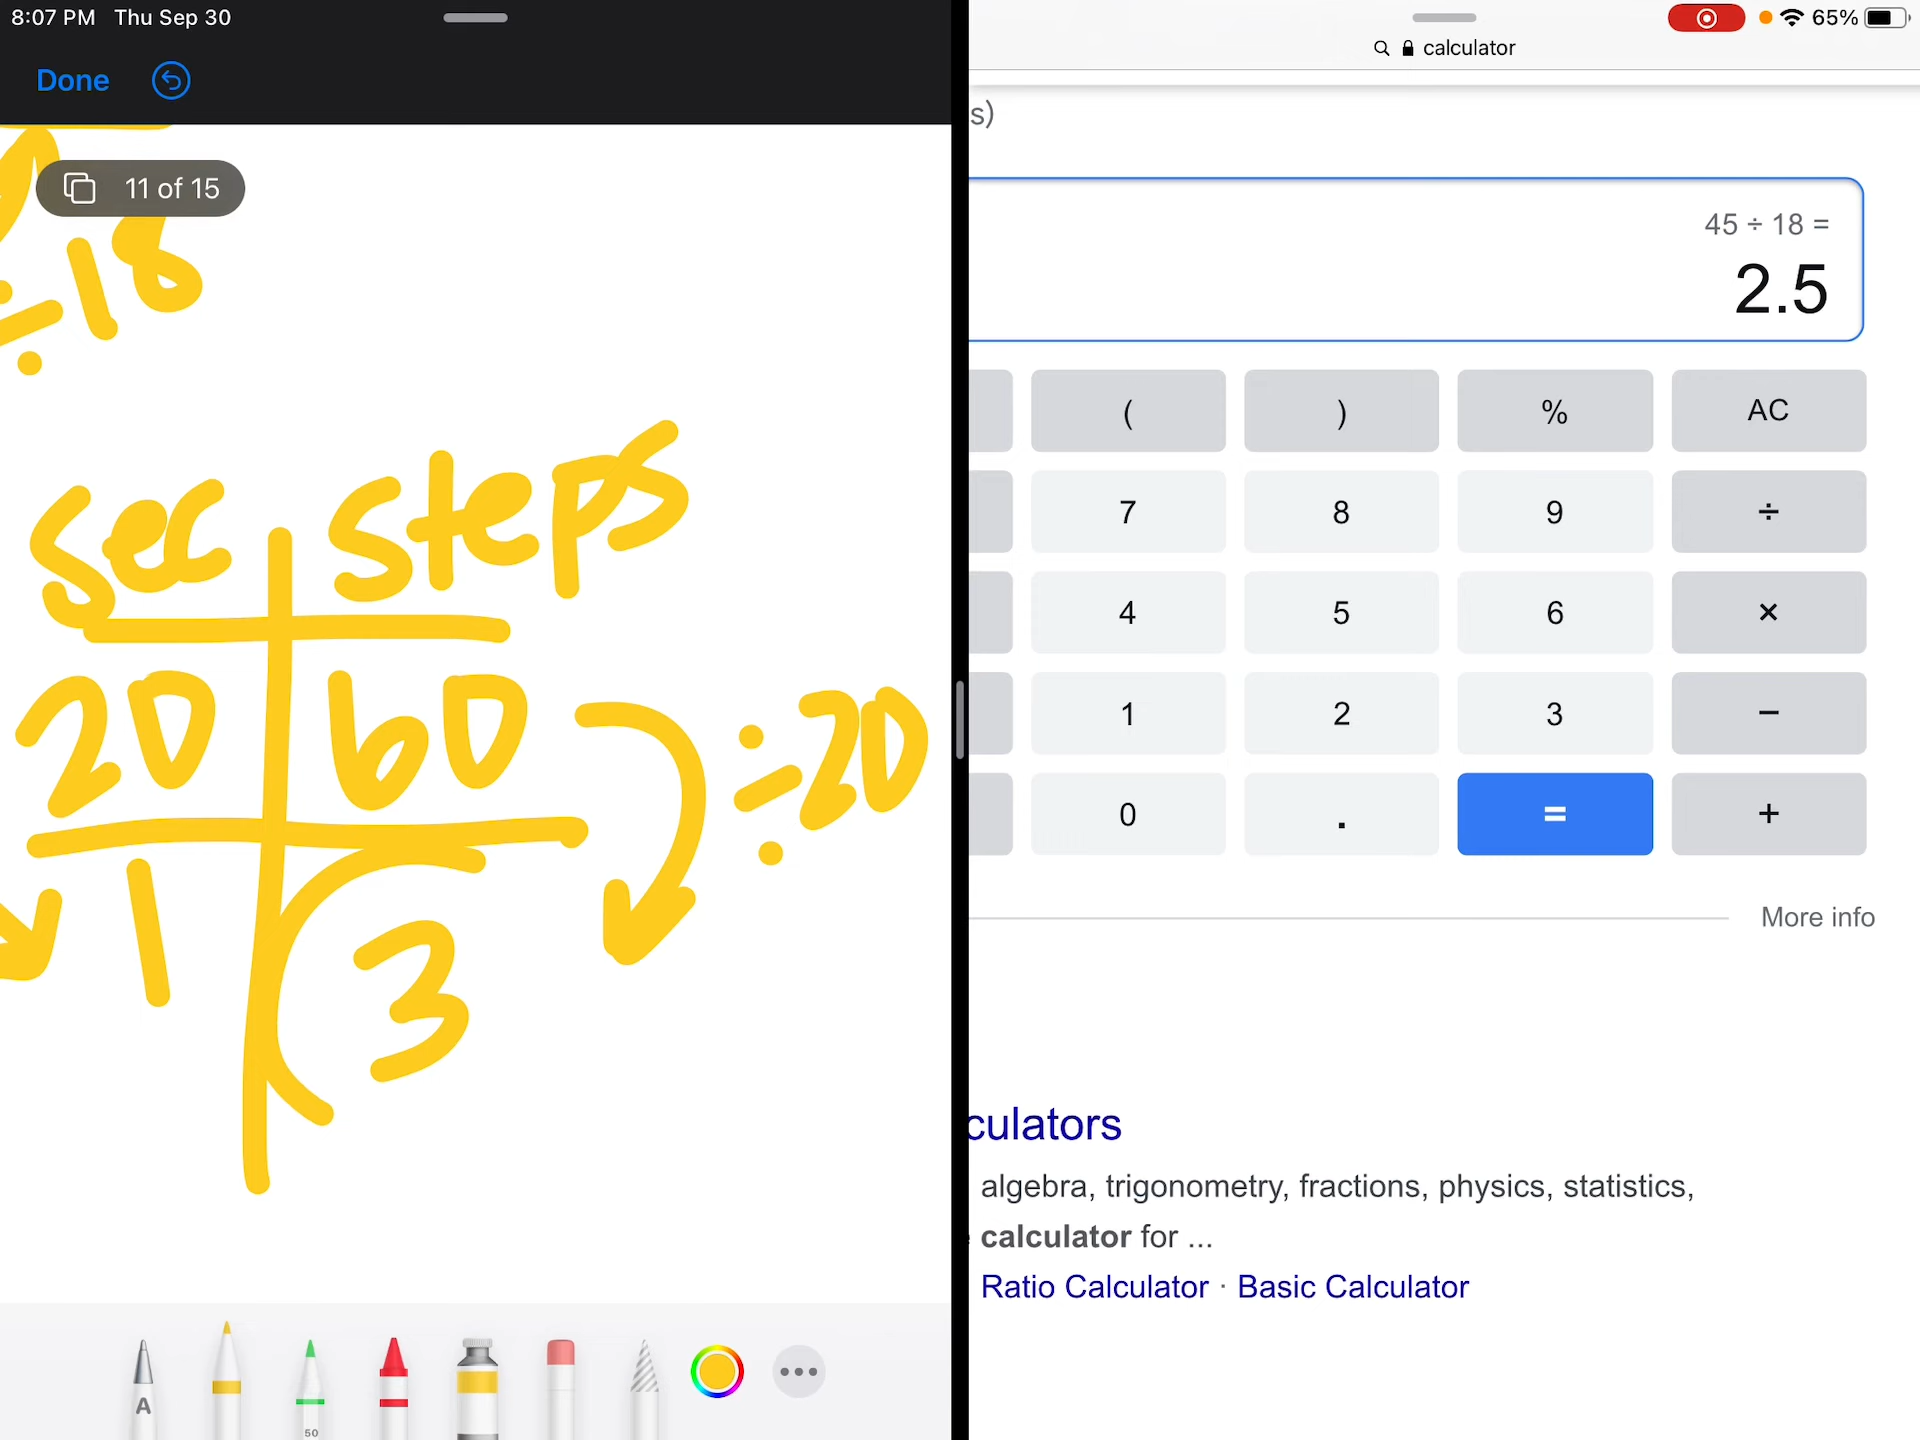 8:07 PM Thu Sep 30
65%
calculator
Done
11 of 15
÷18
sec steps
20 60 ÷20
1 3
A
50
s)
45 ÷ 18 =
2.5
( ) % AC
7 8 9 ÷
4 5 6 ×
1 2 3 −
0 . = +
More info
culators
algebra, trigonometry, fractions, physics, statistics,
calculator for ...
Ratio Calculator · Basic Calculator